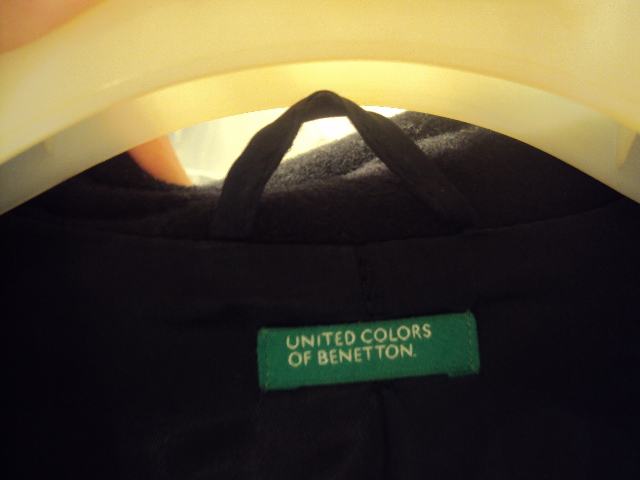 UNITED COLORS
OF BENETTON.